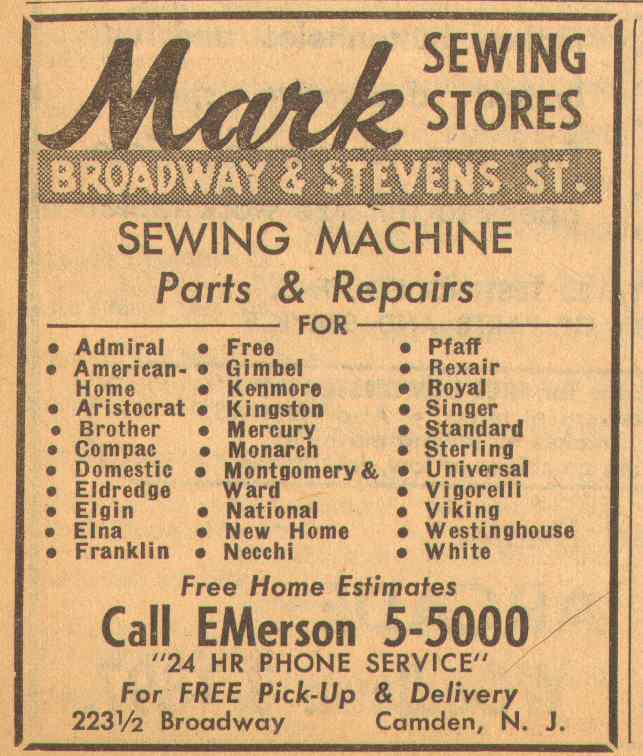 Mark SEWING STORES
BROADWAY & STEVENS ST.
SEWING MACHINE
Parts & Repairs
FOR
• Admiral
• American-
Home
• Aristocrat
• Brother
• Compac
• Domestic
• Eldredge
• Elgin
• Elna
• Franklin
• Free
• Gimbel
• Kenmore
• Kingston
• Mercury
• Monarch
• Montgomery &
Ward
• National
• New Home
• Necchi
• Pfaff
• Rexair
• Royal
• Singer
• Standard
• Sterling
• Universal
• Vigorelli
• Viking
• Westinghouse
• White
Free Home Estimates
Call EMerson 5-5000
"24 HR PHONE SERVICE"
For FREE Pick-Up & Delivery
223½ Broadway Camden, N. J.